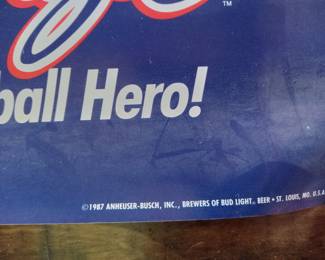 ™
ball Hero!
©1987 ANHEUSER-BUSCH, INC., BREWERS OF BUD LIGHT® BEER • ST. LOUIS, MO. U.S.A